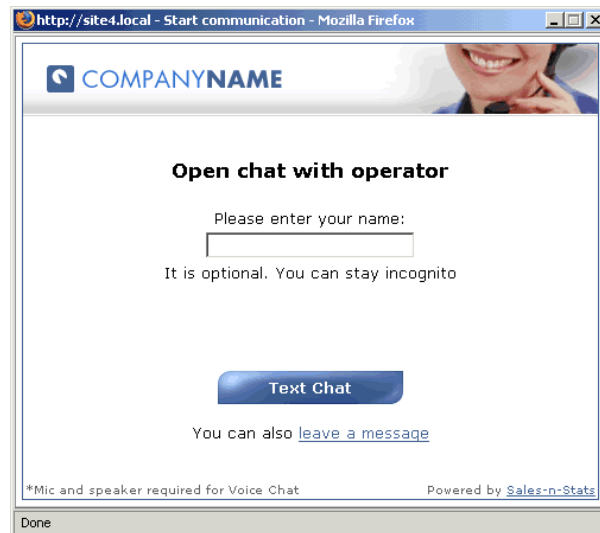 http://site4.local - Start communication - Mozilla Firefox
COMPANYNAME
Open chat with operator
Please enter your name:
It is optional. You can stay incognito
Text Chat
You can also leave a message
*Mic and speaker required for Voice Chat
Powered by Sales-n-Stats
Done